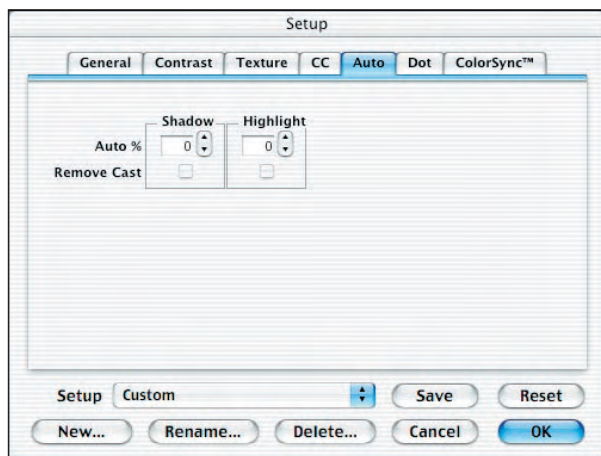 Setup
General Contrast Texture CC Auto Dot ColorSync™
Shadow Highlight
Auto % 0 0
Remove Cast
Setup Custom Save Reset
New... Rename... Delete... Cancel OK